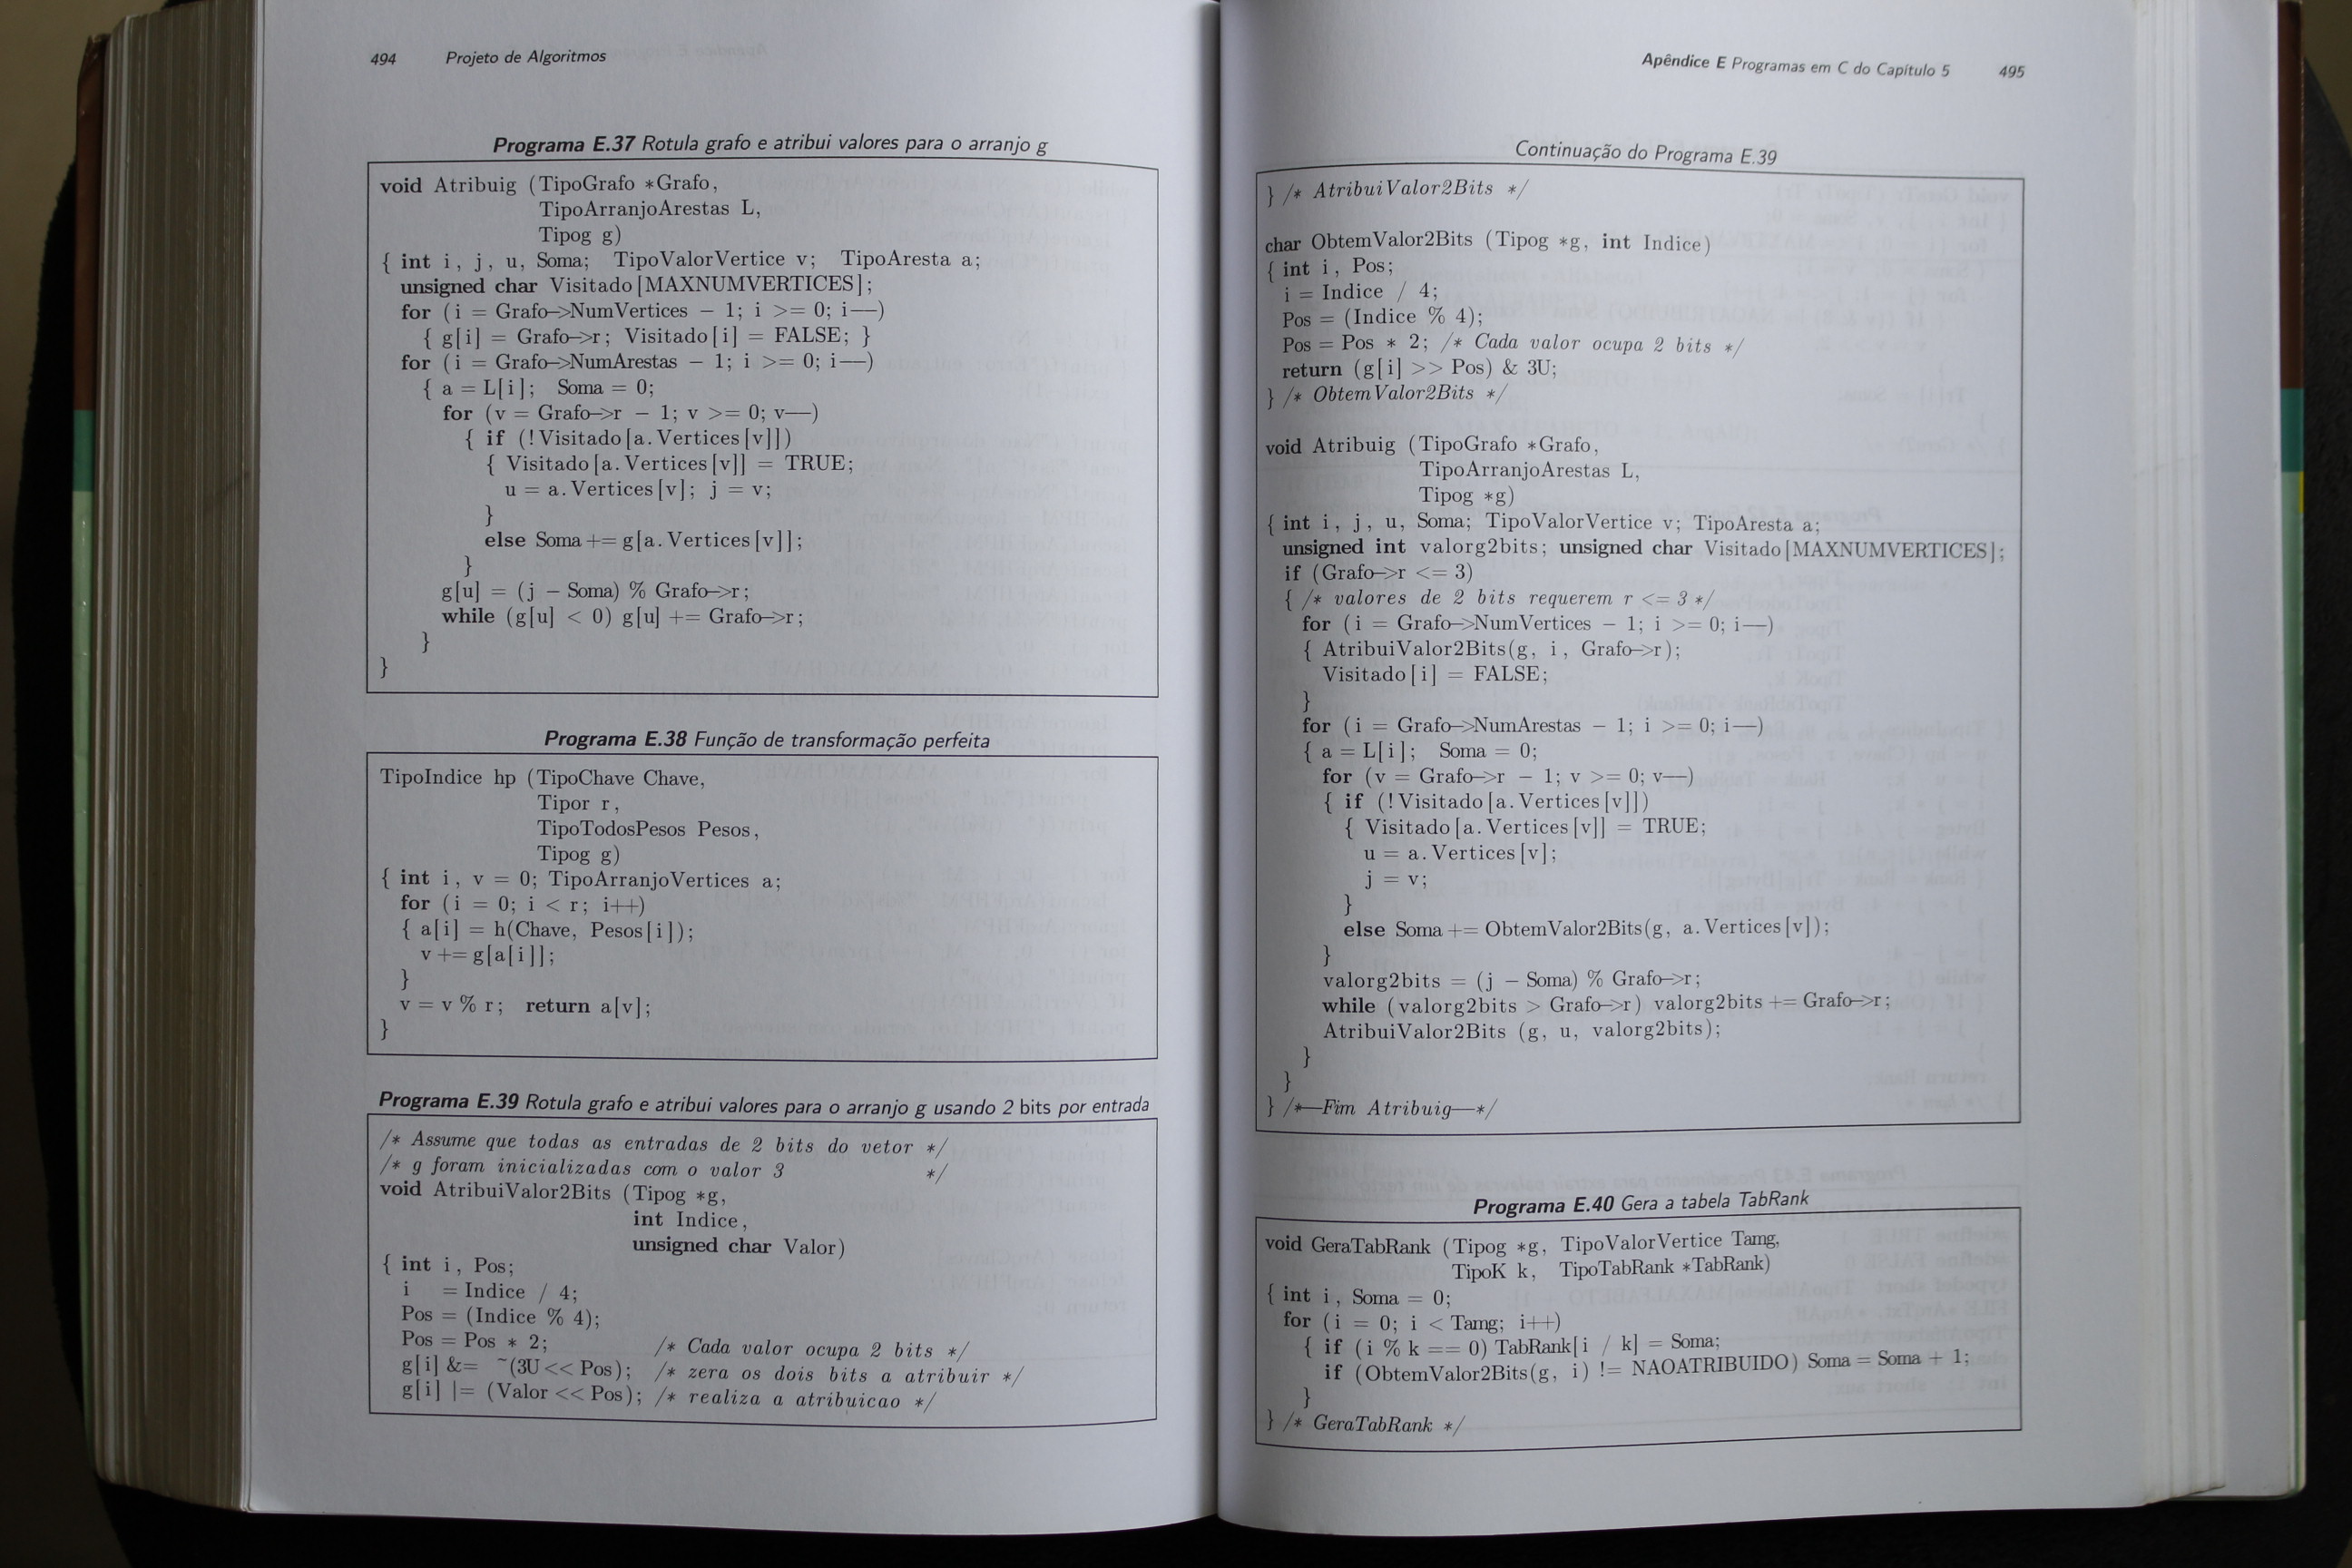 494 Projeto de Algoritmos
Programa E.37 Rotula grafo e atribui valores para o arranjo g
void Atribuig (TipoGrafo *Grafo,
TipoArranjoArestas L,
Tipog g)
{ int i, j, u, Soma; TipoValorVertice v; TipoAresta a;
unsigned char Visitado[MAXNUMVERTICES];
for (i = Grafo->NumVertices - 1; i >= 0; i--)
{ g[i] = Grafo->r; Visitado[i] = FALSE; }
for (i = Grafo->NumArestas - 1; i >= 0; i--)
{ a = L[i]; Soma = 0;
for (v = Grafo->r - 1; v >= 0; v--)
{ if (!Visitado[a.Vertices[v]])
{ Visitado[a.Vertices[v]] = TRUE;
u = a.Vertices[v]; j = v;
}
else Soma += g[a.Vertices[v]];
}
g[u] = (j - Soma) % Grafo->r;
while (g[u] < 0) g[u] += Grafo->r;
}
}
Programa E.38 Função de transformação perfeita
TipoIndice hp (TipoChave Chave,
Tipor r,
TipoTodosPesos Pesos,
Tipog g)
{ int i, v = 0; TipoArranjoVertices a;
for (i = 0; i < r; i++)
{ a[i] = h(Chave, Pesos[i]);
v += g[a[i]];
}
v = v % r; return a[v];
}
Programa E.39 Rotula grafo e atribui valores para o arranjo g usando 2 bits por entrada
/* Assume que todas as entradas de 2 bits do vetor */
/* g foram inicializadas com o valor 3 */
void AtribuiValor2Bits (Tipog *g,
int Indice,
unsigned char Valor)
{ int i, Pos;
i = Indice / 4;
Pos = (Indice % 4);
Pos = Pos * 2; /* Cada valor ocupa 2 bits */
g[i] &= ~(3U << Pos); /* zera os dois bits a atribuir */
g[i] |= (Valor << Pos); /* realiza a atribuicao */
Apêndice E Programas em C do Capítulo 5 495
Continuação do Programa E.39
} /* AtribuiValor2Bits */
char ObtemValor2Bits (Tipog *g, int Indice)
{ int i, Pos;
i = Indice / 4;
Pos = (Indice % 4);
Pos = Pos * 2; /* Cada valor ocupa 2 bits */
return (g[i] >> Pos) & 3U;
} /* ObtemValor2Bits */
void Atribuig (TipoGrafo *Grafo,
TipoArranjoArestas L,
Tipog *g)
{ int i, j, u, Soma; TipoValorVertice v; TipoAresta a;
unsigned int valorg2bits; unsigned char Visitado[MAXNUMVERTICES];
if (Grafo->r <= 3)
{ /* valores de 2 bits requerem r <= 3 */
for (i = Grafo->NumVertices - 1; i >= 0; i--)
{ AtribuiValor2Bits(g, i, Grafo->r);
Visitado[i] = FALSE;
}
for (i = Grafo->NumArestas - 1; i >= 0; i--)
{ a = L[i]; Soma = 0;
for (v = Grafo->r - 1; v >= 0; v--)
{ if (!Visitado[a.Vertices[v]])
{ Visitado[a.Vertices[v]] = TRUE;
u = a.Vertices[v];
j = v;
}
else Soma += ObtemValor2Bits(g, a.Vertices[v]);
}
valorg2bits = (j - Soma) % Grafo->r;
while (valorg2bits > Grafo->r) valorg2bits += Grafo->r;
AtribuiValor2Bits (g, u, valorg2bits);
}
}
} /*--Fim Atribuig--*/
Programa E.40 Gera a tabela TabRank
void GeraTabRank (Tipog *g, TipoValorVertice Tamg,
TipoK k, TipoTabRank *TabRank)
{ int i, Soma = 0;
for (i = 0; i < Tamg; i++)
{ if (i % k == 0) TabRank[i / k] = Soma;
if (ObtemValor2Bits(g, i) != NAOATRIBUIDO) Soma = Soma + 1;
}
} /* GeraTabRank */